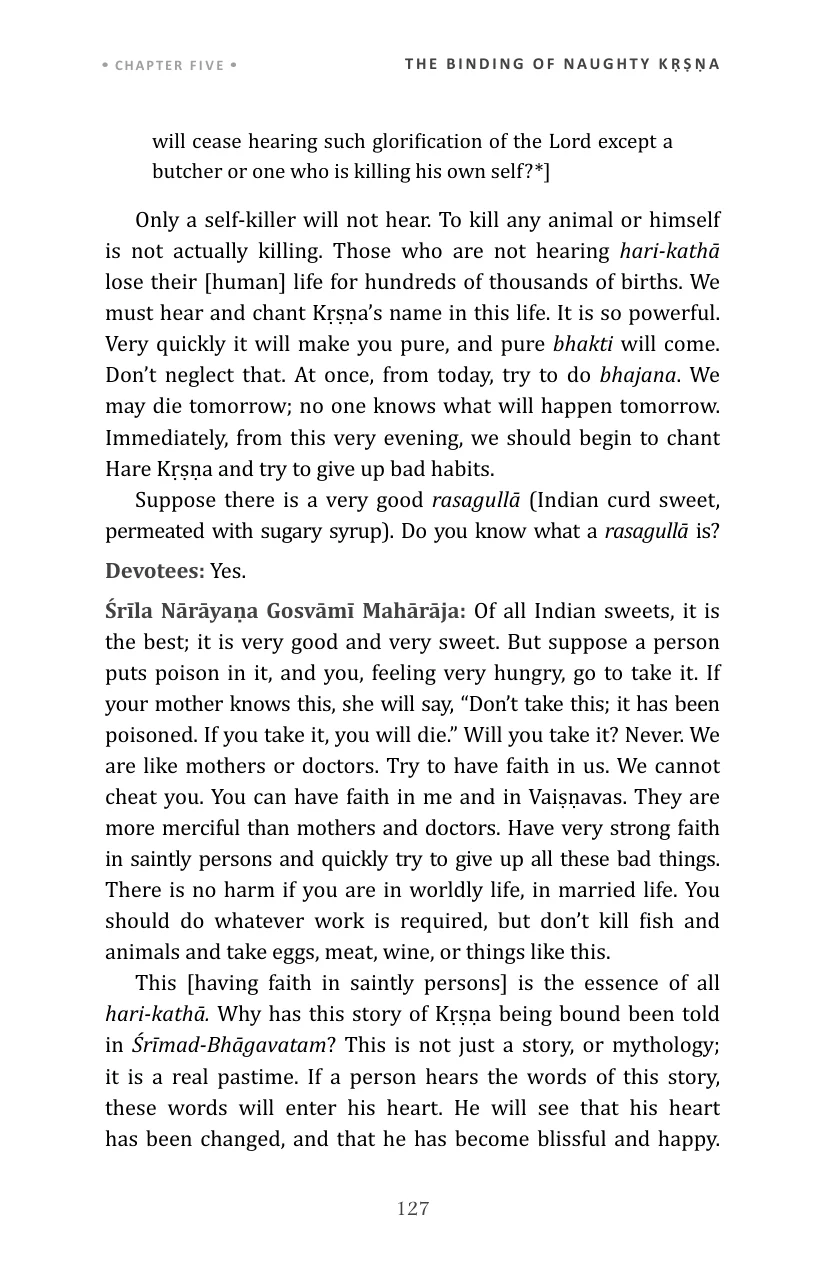 • CHAPTER FIVE •
THE BINDING OF NAUGHTY KṚṢṆA
will cease hearing such glorification of the Lord except a
butcher or one who is killing his own self?*]
Only a self-killer will not hear. To kill any animal or himself
is not actually killing. Those who are not hearing hari-kathā
lose their [human] life for hundreds of thousands of births. We
must hear and chant Kṛṣṇa’s name in this life. It is so powerful.
Very quickly it will make you pure, and pure bhakti will come.
Don’t neglect that. At once, from today, try to do bhajana. We
may die tomorrow; no one knows what will happen tomorrow.
Immediately, from this very evening, we should begin to chant
Hare Kṛṣṇa and try to give up bad habits.
Suppose there is a very good rasagullā (Indian curd sweet,
permeated with sugary syrup). Do you know what a rasagullā is?
Devotees: Yes.
Śrīla Nārāyaṇa Gosvāmī Mahārāja: Of all Indian sweets, it is
the best; it is very good and very sweet. But suppose a person
puts poison in it, and you, feeling very hungry, go to take it. If
your mother knows this, she will say, “Don’t take this; it has been
poisoned. If you take it, you will die.” Will you take it? Never. We
are like mothers or doctors. Try to have faith in us. We cannot
cheat you. You can have faith in me and in Vaiṣṇavas. They are
more merciful than mothers and doctors. Have very strong faith
in saintly persons and quickly try to give up all these bad things.
There is no harm if you are in worldly life, in married life. You
should do whatever work is required, but don’t kill fish and
animals and take eggs, meat, wine, or things like this.
This [having faith in saintly persons] is the essence of all
hari-kathā. Why has this story of Kṛṣṇa being bound been told
in Śrīmad-Bhāgavatam? This is not just a story, or mythology;
it is a real pastime. If a person hears the words of this story,
these words will enter his heart. He will see that his heart
has been changed, and that he has become blissful and happy.
127